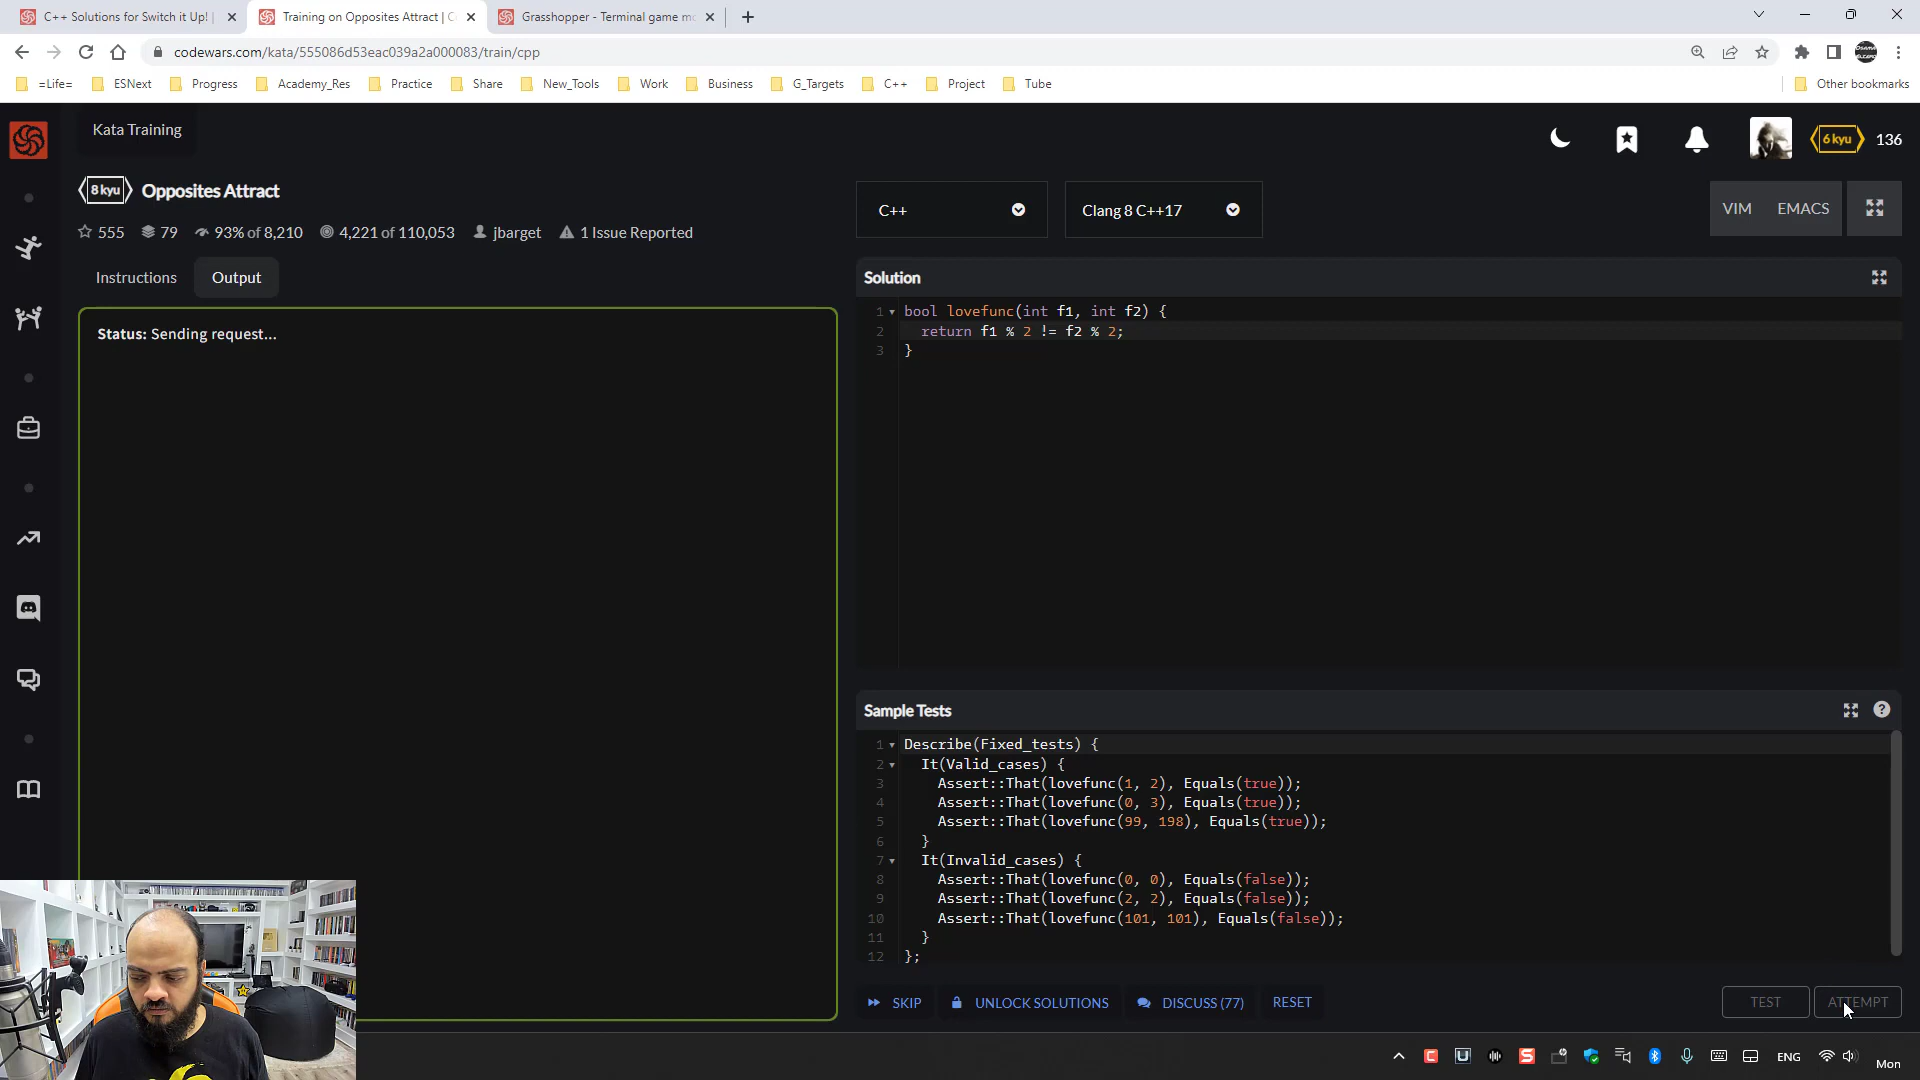 C++ Solutions for Switch it Up! |
Training on Opposites Attract | C
Grasshopper - Terminal game m
codewars.com/kata/555086d53eac039a2a000083/train/cpp
=Life=
ESNext
Progress
Academy_Res
Practice
Share
New_Tools
Work
Business
G_Targets
C++
Project
Tube
Other bookmarks
Kata Training
6 kyu
136
8 kyu
Opposites Attract
555
79
93% of 8,210
4,221 of 110,053
jbarget
1 Issue Reported
C++
Clang 8 C++17
VIM
EMACS
Instructions
Output
Solution
Status: Sending request...
1 bool lovefunc(int f1, int f2) {
2 return f1 % 2 != f2 % 2;
3 }
Sample Tests
1 Describe(Fixed_tests) {
2 It(Valid_cases) {
3 Assert::That(lovefunc(1, 2), Equals(true));
4 Assert::That(lovefunc(0, 3), Equals(true));
5 Assert::That(lovefunc(99, 198), Equals(true));
6 }
7 It(Invalid_cases) {
8 Assert::That(lovefunc(0, 0), Equals(false));
9 Assert::That(lovefunc(2, 2), Equals(false));
10 Assert::That(lovefunc(101, 101), Equals(false));
11 }
12 };
SKIP
UNLOCK SOLUTIONS
DISCUSS (77)
RESET
TEST
ATTEMPT
ENG
Mon